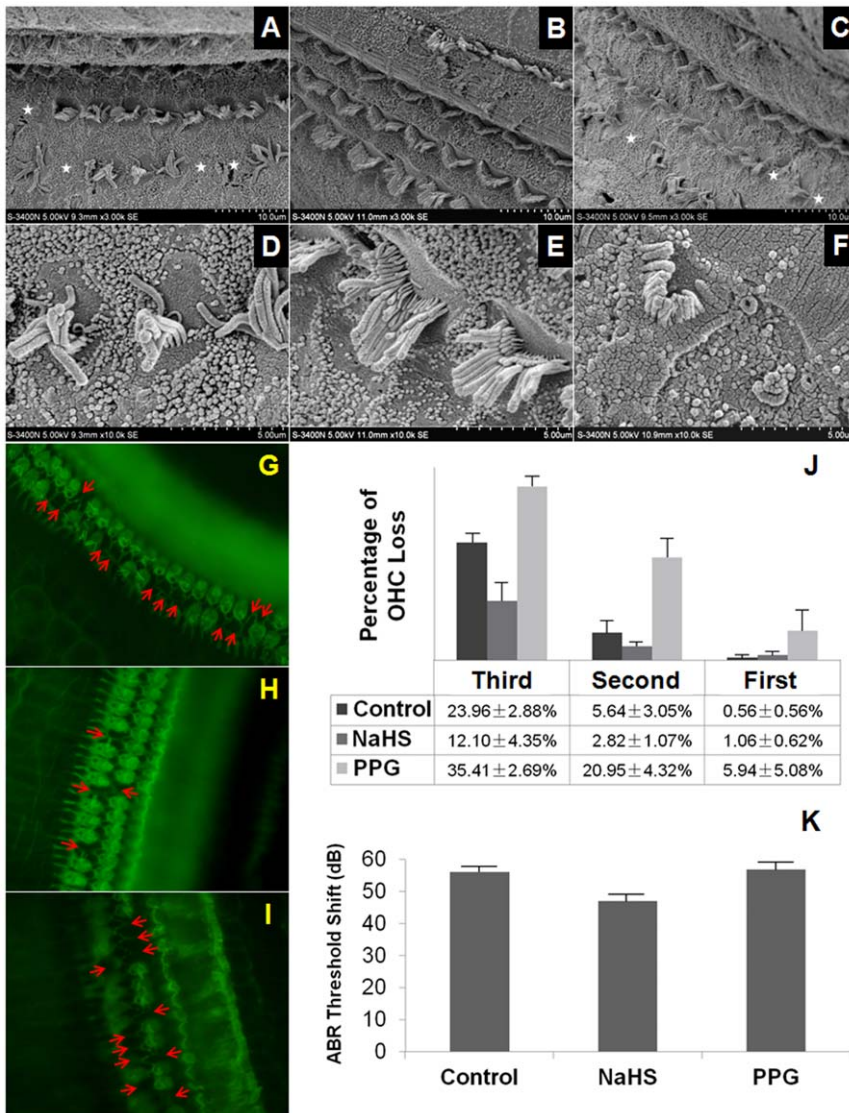 A
B
C
S-3400N 5.00kV 9.3mm x3.00k SE
10.0um
S-3400N 5.00kV 11.0mm x3.00k SE
10.0um
S-3400N 5.00kV 9.5mm x3.00k SE
10.0um
D
E
F
S-3400N 5.00kV 9.3mm x10.0k SE
5.00um
S-3400N 5.00kV 11.0mm x10.0k SE
5.00um
S-3400N 5.00kV 10.9mm x10.0k SE
5.00um
G
H
I
J
Percentage of
OHC Loss
Third Second First
Control 23.96±2.88% 5.64±3.05% 0.56±0.56%
NaHS 12.10±4.35% 2.82±1.07% 1.06±0.62%
PPG 35.41±2.69% 20.95±4.32% 5.94±5.08%
K
ABR Threshold Shift (dB)
60
50
40
30
20
10
0
Control NaHS PPG